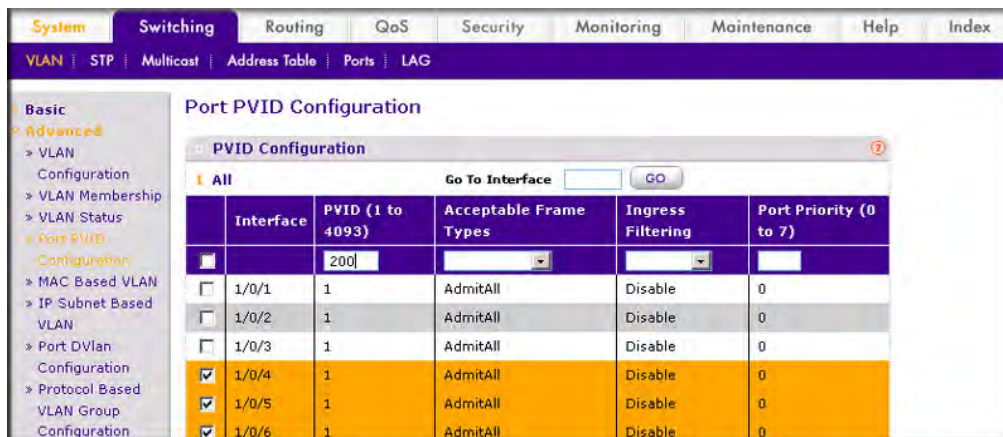 System Switching Routing QoS Security Monitoring Maintenance Help Index
VLAN STP Multicast Address Table Ports LAG
Basic
Advanced
» VLAN
Configuration
» VLAN Membership
» VLAN Status
» Port PVID
Configuration
» MAC Based VLAN
» IP Subnet Based
VLAN
» Port DVlan
Configuration
» Protocol Based
VLAN Group
Configuration
Port PVID Configuration
PVID Configuration
1 All Go To Interface GO
Interface PVID (1 to 4093) Acceptable Frame Types Ingress Filtering Port Priority (0 to 7)
200
1/0/1 1 AdmitAll Disable 0
1/0/2 1 AdmitAll Disable 0
1/0/3 1 AdmitAll Disable 0
1/0/4 1 AdmitAll Disable 0
1/0/5 1 AdmitAll Disable 0
1/0/6 1 AdmitAll Disable 0